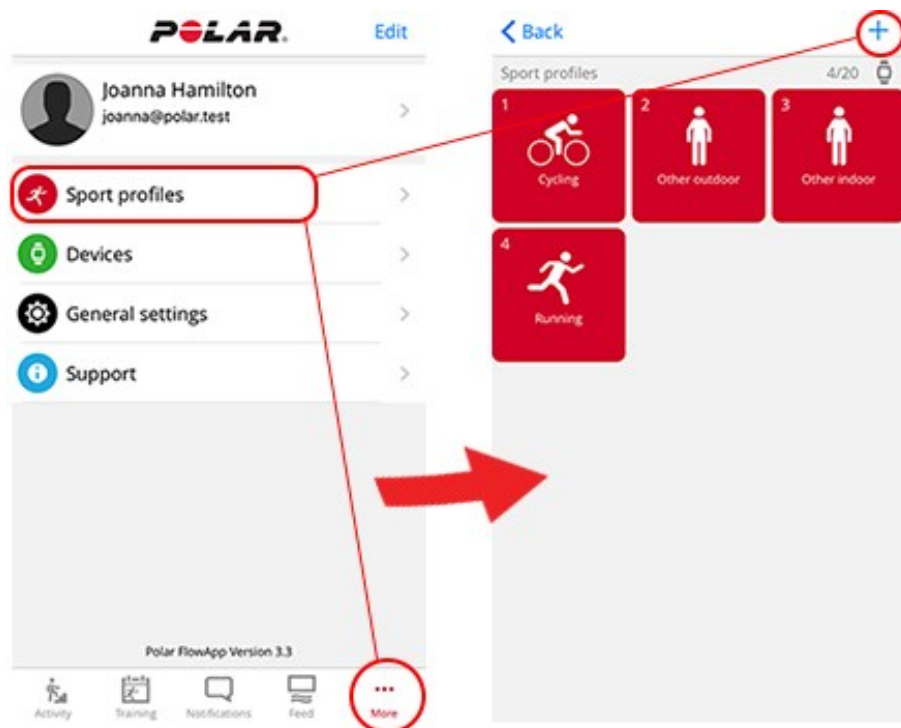 POLAR.
Edit
Joanna Hamilton
joanna@polar.test
Sport profiles
Devices
General settings
Support
Polar FlowApp Version 3.3
Activity
Training
Notifications
Feed
More
Back
Sport profiles
4/20
1
Cycling
2
Other outdoor
3
Other indoor
4
Running